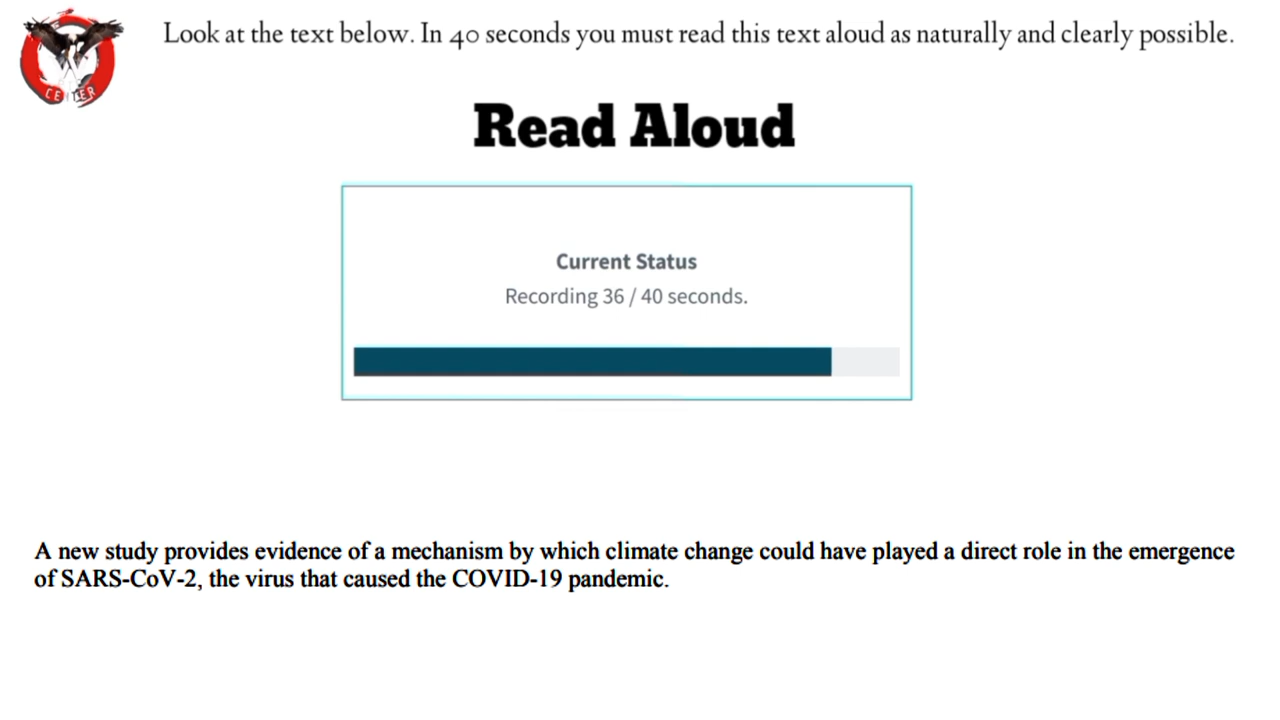 Look at the text below. In 40 seconds you must read this text aloud as naturally and clearly possible.
CENTER
Read Aloud
Current Status
Recording 36 / 40 seconds.
A new study provides evidence of a mechanism by which climate change could have played a direct role in the emergence
of SARS-CoV-2, the virus that caused the COVID-19 pandemic.